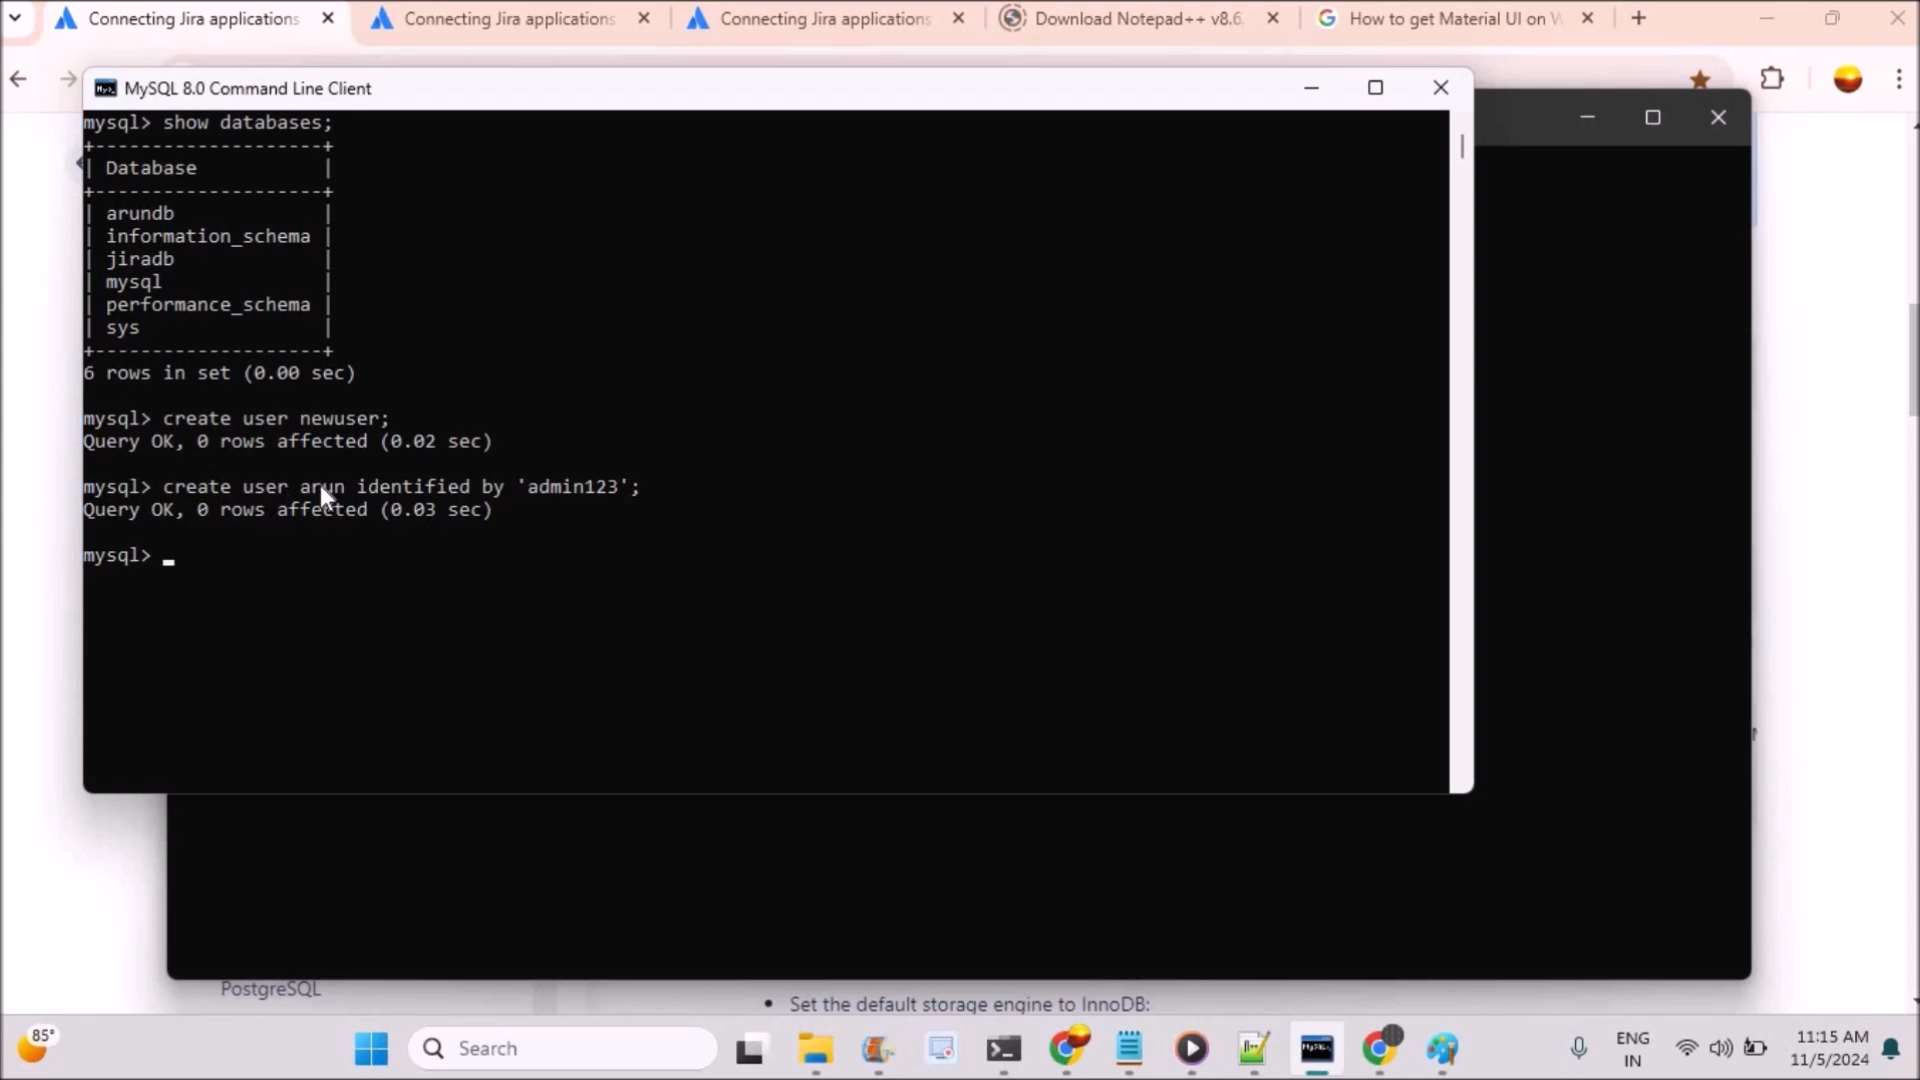 Connecting Jira applications
Connecting Jira applications
Connecting Jira applications
Download Notepad++ v8.6
How to get Material UI on
MySQL 8.0 Command Line Client
mysql> show databases;
+--------------------+
| Database           |
+--------------------+
| arundb             |
| information_schema |
| jiradb             |
| mysql              |
| performance_schema |
| sys                |
+--------------------+
6 rows in set (0.00 sec)
mysql> create user newuser;
Query OK, 0 rows affected (0.02 sec)
mysql> create user arun identified by 'admin123';
Query OK, 0 rows affected (0.03 sec)
mysql>
PostgreSQL
• Set the default storage engine to InnoDB:
85°
Search
ENG
IN
11:15 AM
11/5/2024